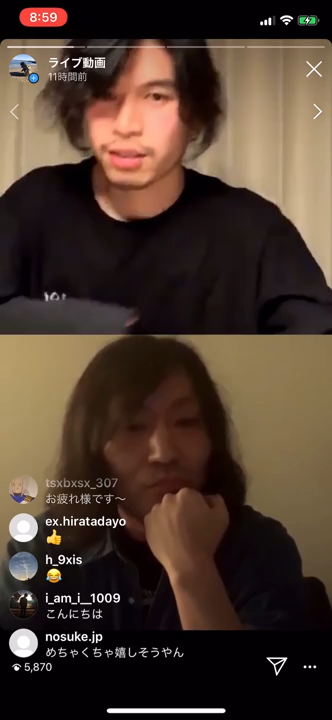 8:59
ライブ動画
11時間前
tsxbxsx_307
お疲れ様です〜
ex.hiratadayo
👍
h_9xis
😂
i_am_i__1009
こんにちは
nosuke.jp
めちゃくちゃ嬉しそうやん
5,870